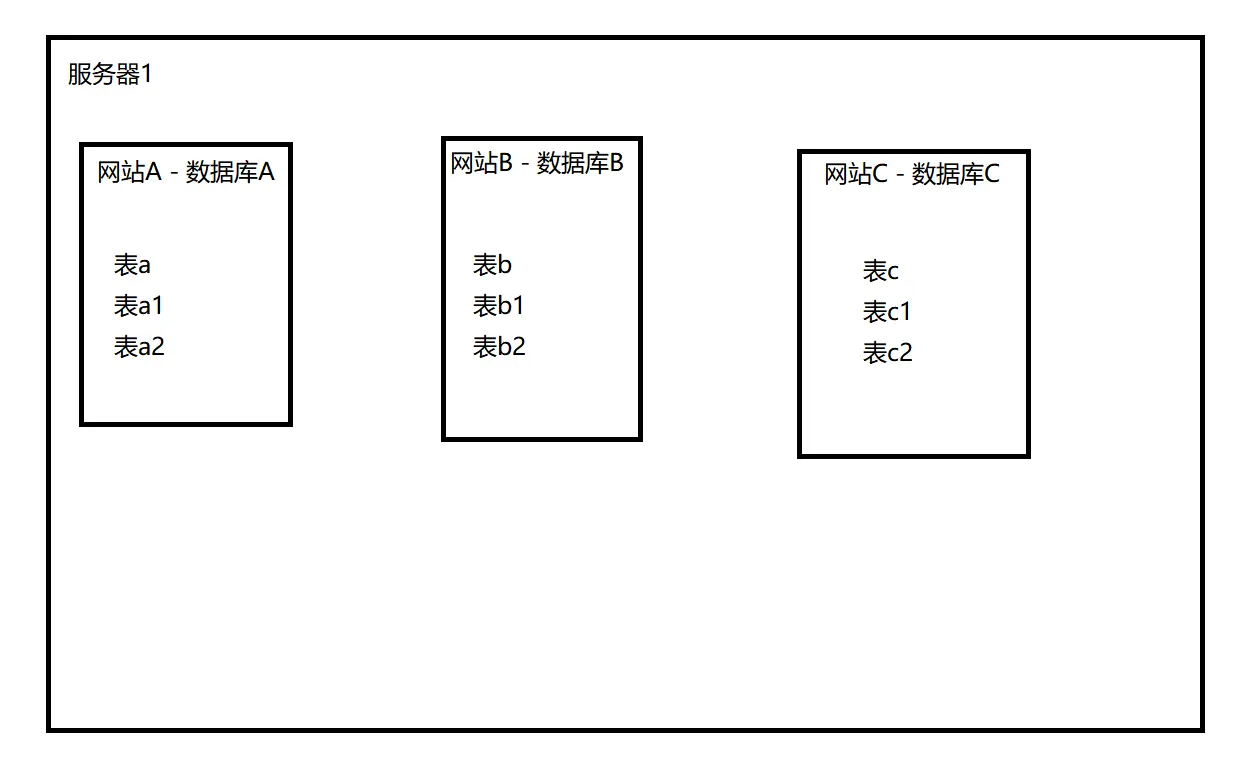 服务器1
网站A - 数据库A
表a
表a1
表a2
网站B - 数据库B
表b
表b1
表b2
网站C - 数据库C
表c
表c1
表c2